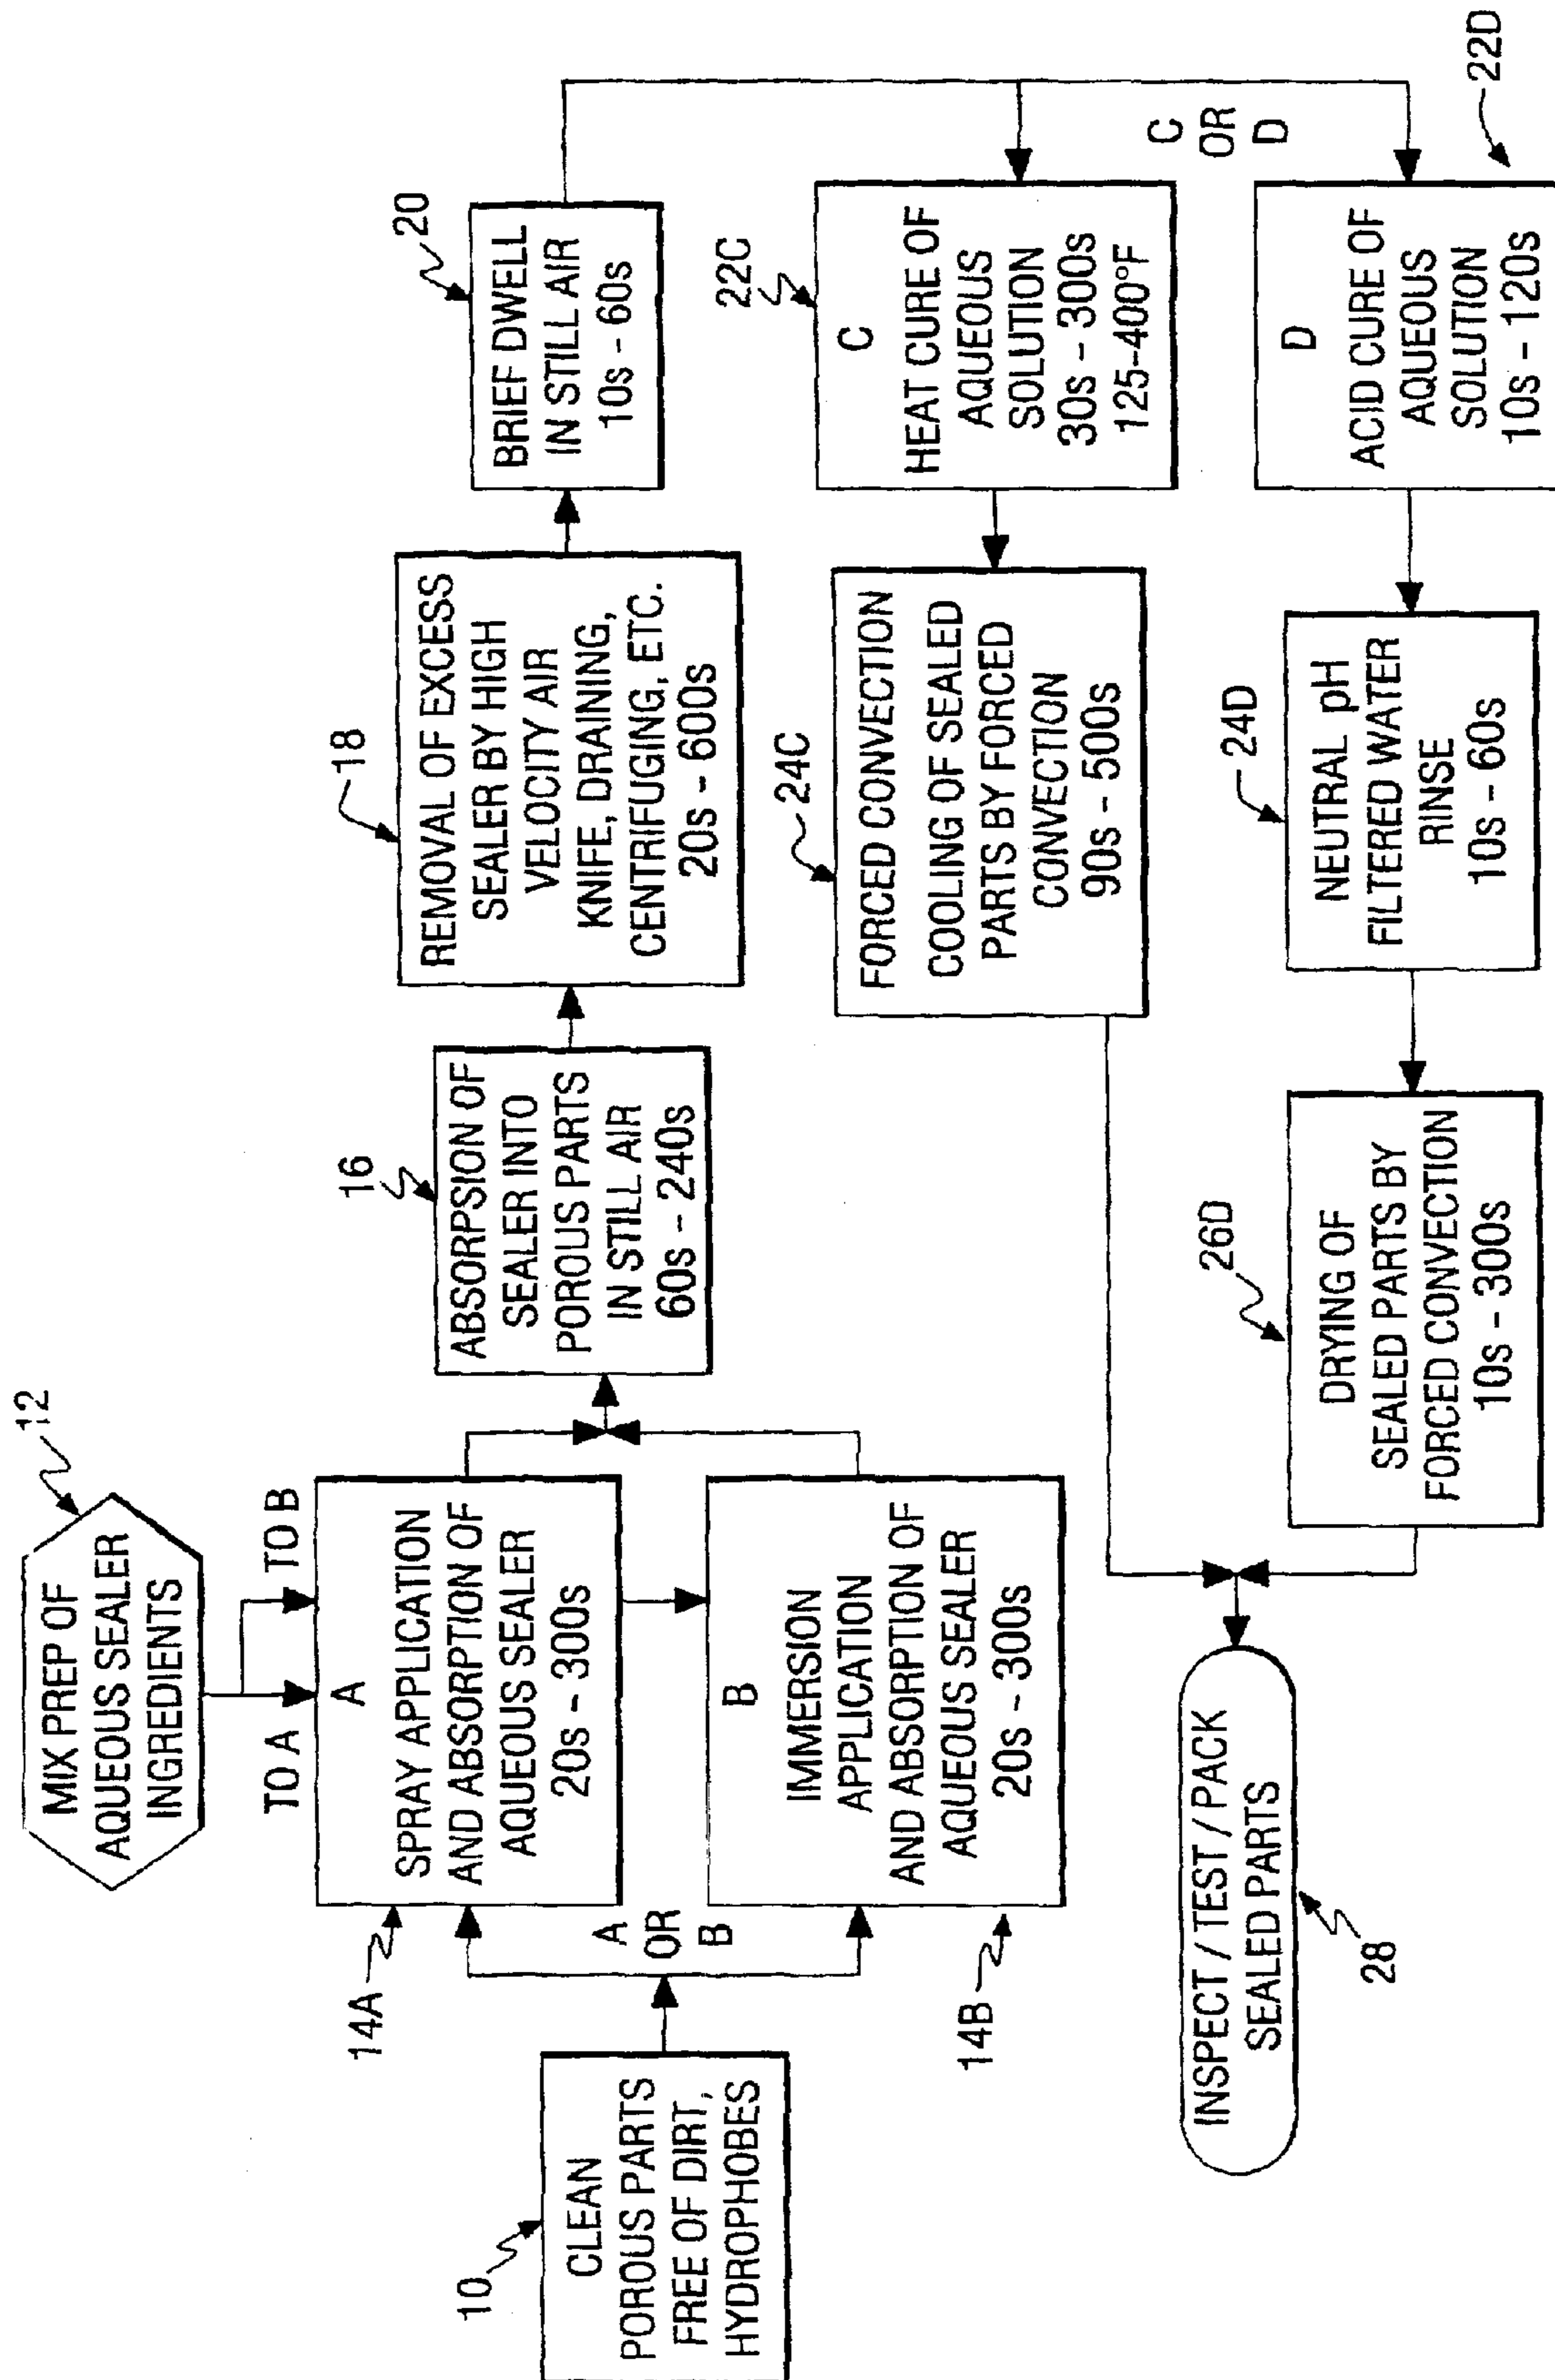 12
MIX PREP OF
AQUEOUS SEALER
INGREDIENTS
TO A
TO B
10
CLEAN
POROUS PARTS
FREE OF DIRT,
HYDROPHOBES
A
OR
B
14A
A
SPRAY APPLICATION
AND ABSORPTION OF
AQUEOUS SEALER
20s - 300s
14B
B
IMMERSION
APPLICATION
AND ABSORPTION OF
AQUEOUS SEALER
20s - 300s
16
ABSORPSION OF
SEALER INTO
POROUS PARTS
IN STILL AIR
60s - 240s
18
REMOVAL OF EXCESS
SEALER BY HIGH
VELOCITY AIR
KNIFE, DRAINING,
CENTRIFUGING, ETC.
20s - 600s
20
BRIEF DWELL
IN STILL AIR
10s - 60s
22C
C
HEAT CURE OF
AQUEOUS
SOLUTION
30s - 300s
125-400°F
C
OR
D
22D
D
ACID CURE OF
AQUEOUS
SOLUTION
10s - 120s
24C
FORCED CONVECTION
COOLING OF SEALED
PARTS BY FORCED
CONVECTION
90s - 500s
24D
NEUTRAL pH
FILTERED WATER
RINSE
10s - 60s
26D
DRYING OF
SEALED PARTS BY
FORCED CONVECTION
10s - 300s
INSPECT / TEST / PACK
SEALED PARTS
28